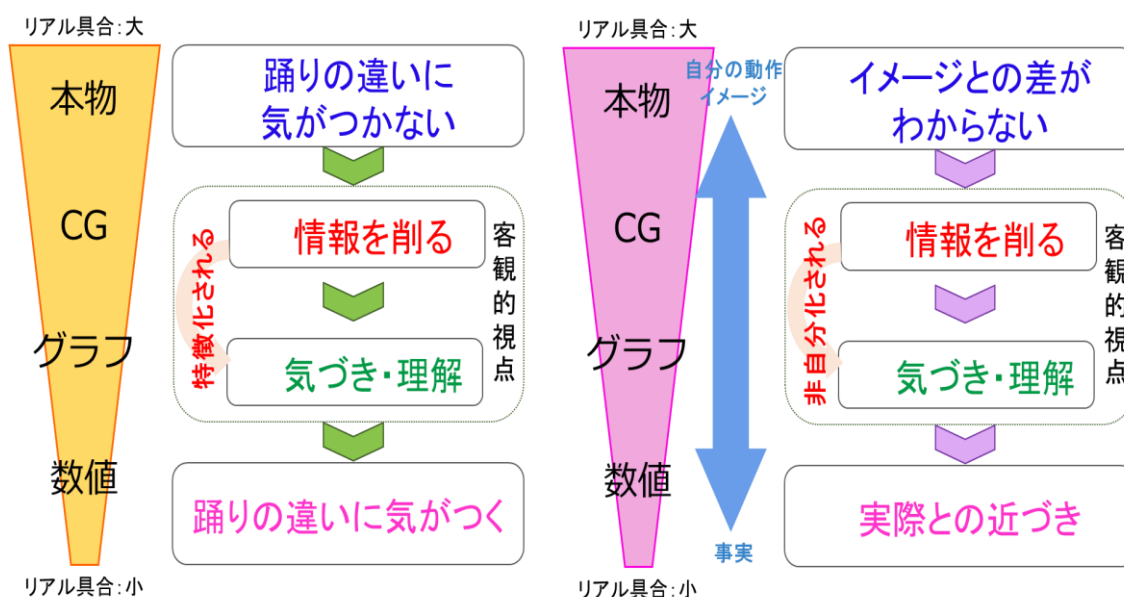 リアル具合:大
本物
CG
グラフ
数値
リアル具合:小
踊りの違いに
気がつかない
特徴化される
情報を削る
気づき・理解
客観的視点
踊りの違いに気がつく
リアル具合:大
本物
CG
グラフ
数値
リアル具合:小
自分の動作
イメージ
事実
イメージとの差が
わからない
非自分化される
情報を削る
気づき・理解
客観的視点
実際との近づき